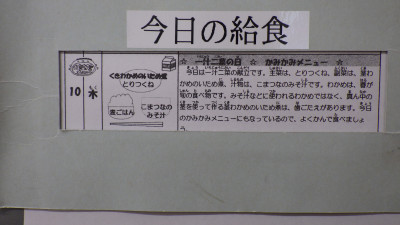 今日の給食
10
木
くきわかめのいため煮
とりつくね
麦ごはん
こまつなの
みそ汁
☆ 一汁二菜の日 ☆ かみかみメニュー ☆
今日は一汁二菜の献立です。主菜は、とりつくね、副菜は、茎わ
かめのいため煮、汁物は、こまつなのみそ汁です。わかめは、春が
旬の食べ物です。みそ汁などに使われるわかめではなく、真ん中の
茎を使って作る茎わかめのいため煮は、歯ごたえがあります。今日
のかみかみメニューにもなっているので、よくかんで食べましょ
う。